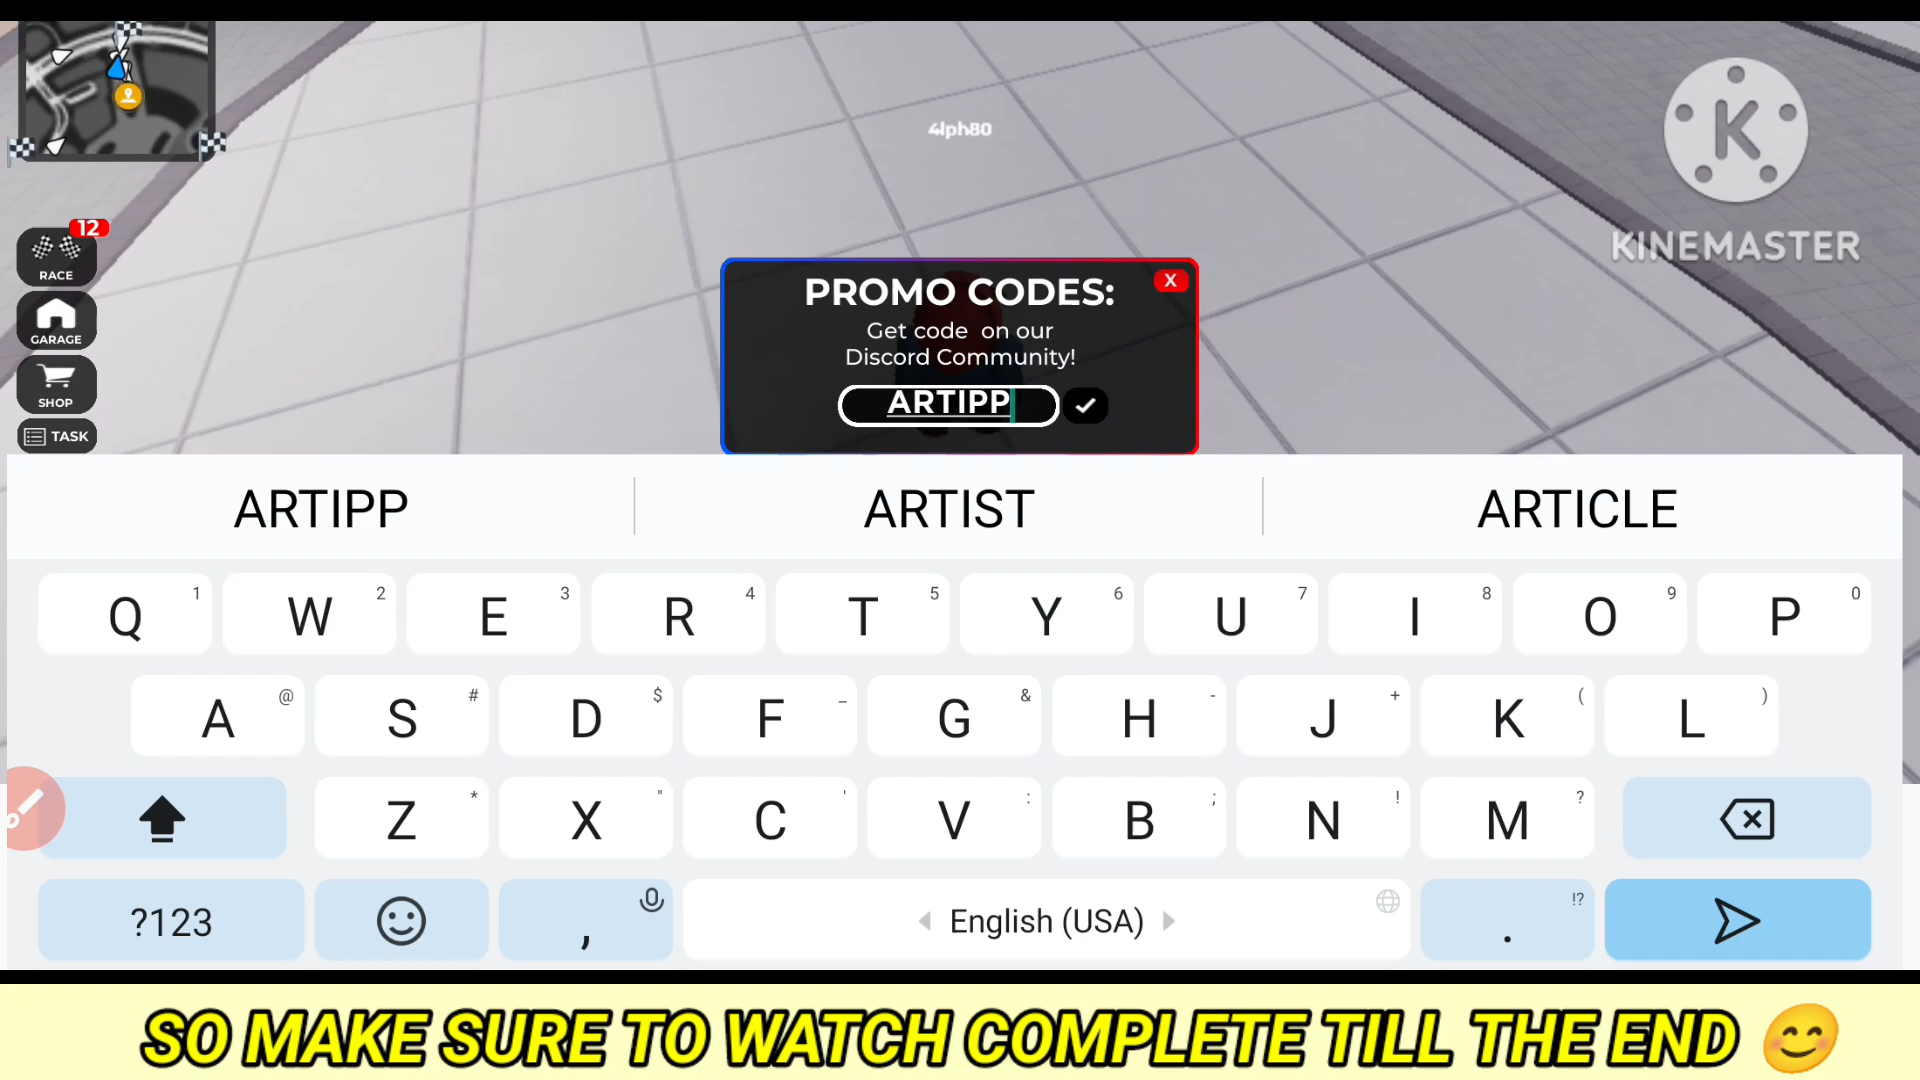 4lph80
K
KINEMASTER
12
RACE
GARAGE
SHOP
TASK
PROMO CODES:
X
Get code on our
Discord Community!
ARTIPP
ARTIPP ARTIST ARTICLE
Q 1 W 2 E 3 R 4 T 5 Y 6 U 7 I 8 O 9 P 0
A @ S # D $ F _ G & H - J + K ( L )
Z * X " C ' V : B ; N ! M ?
?123 , English (USA) . !?
SO MAKE SURE TO WATCH COMPLETE TILL THE END 😊